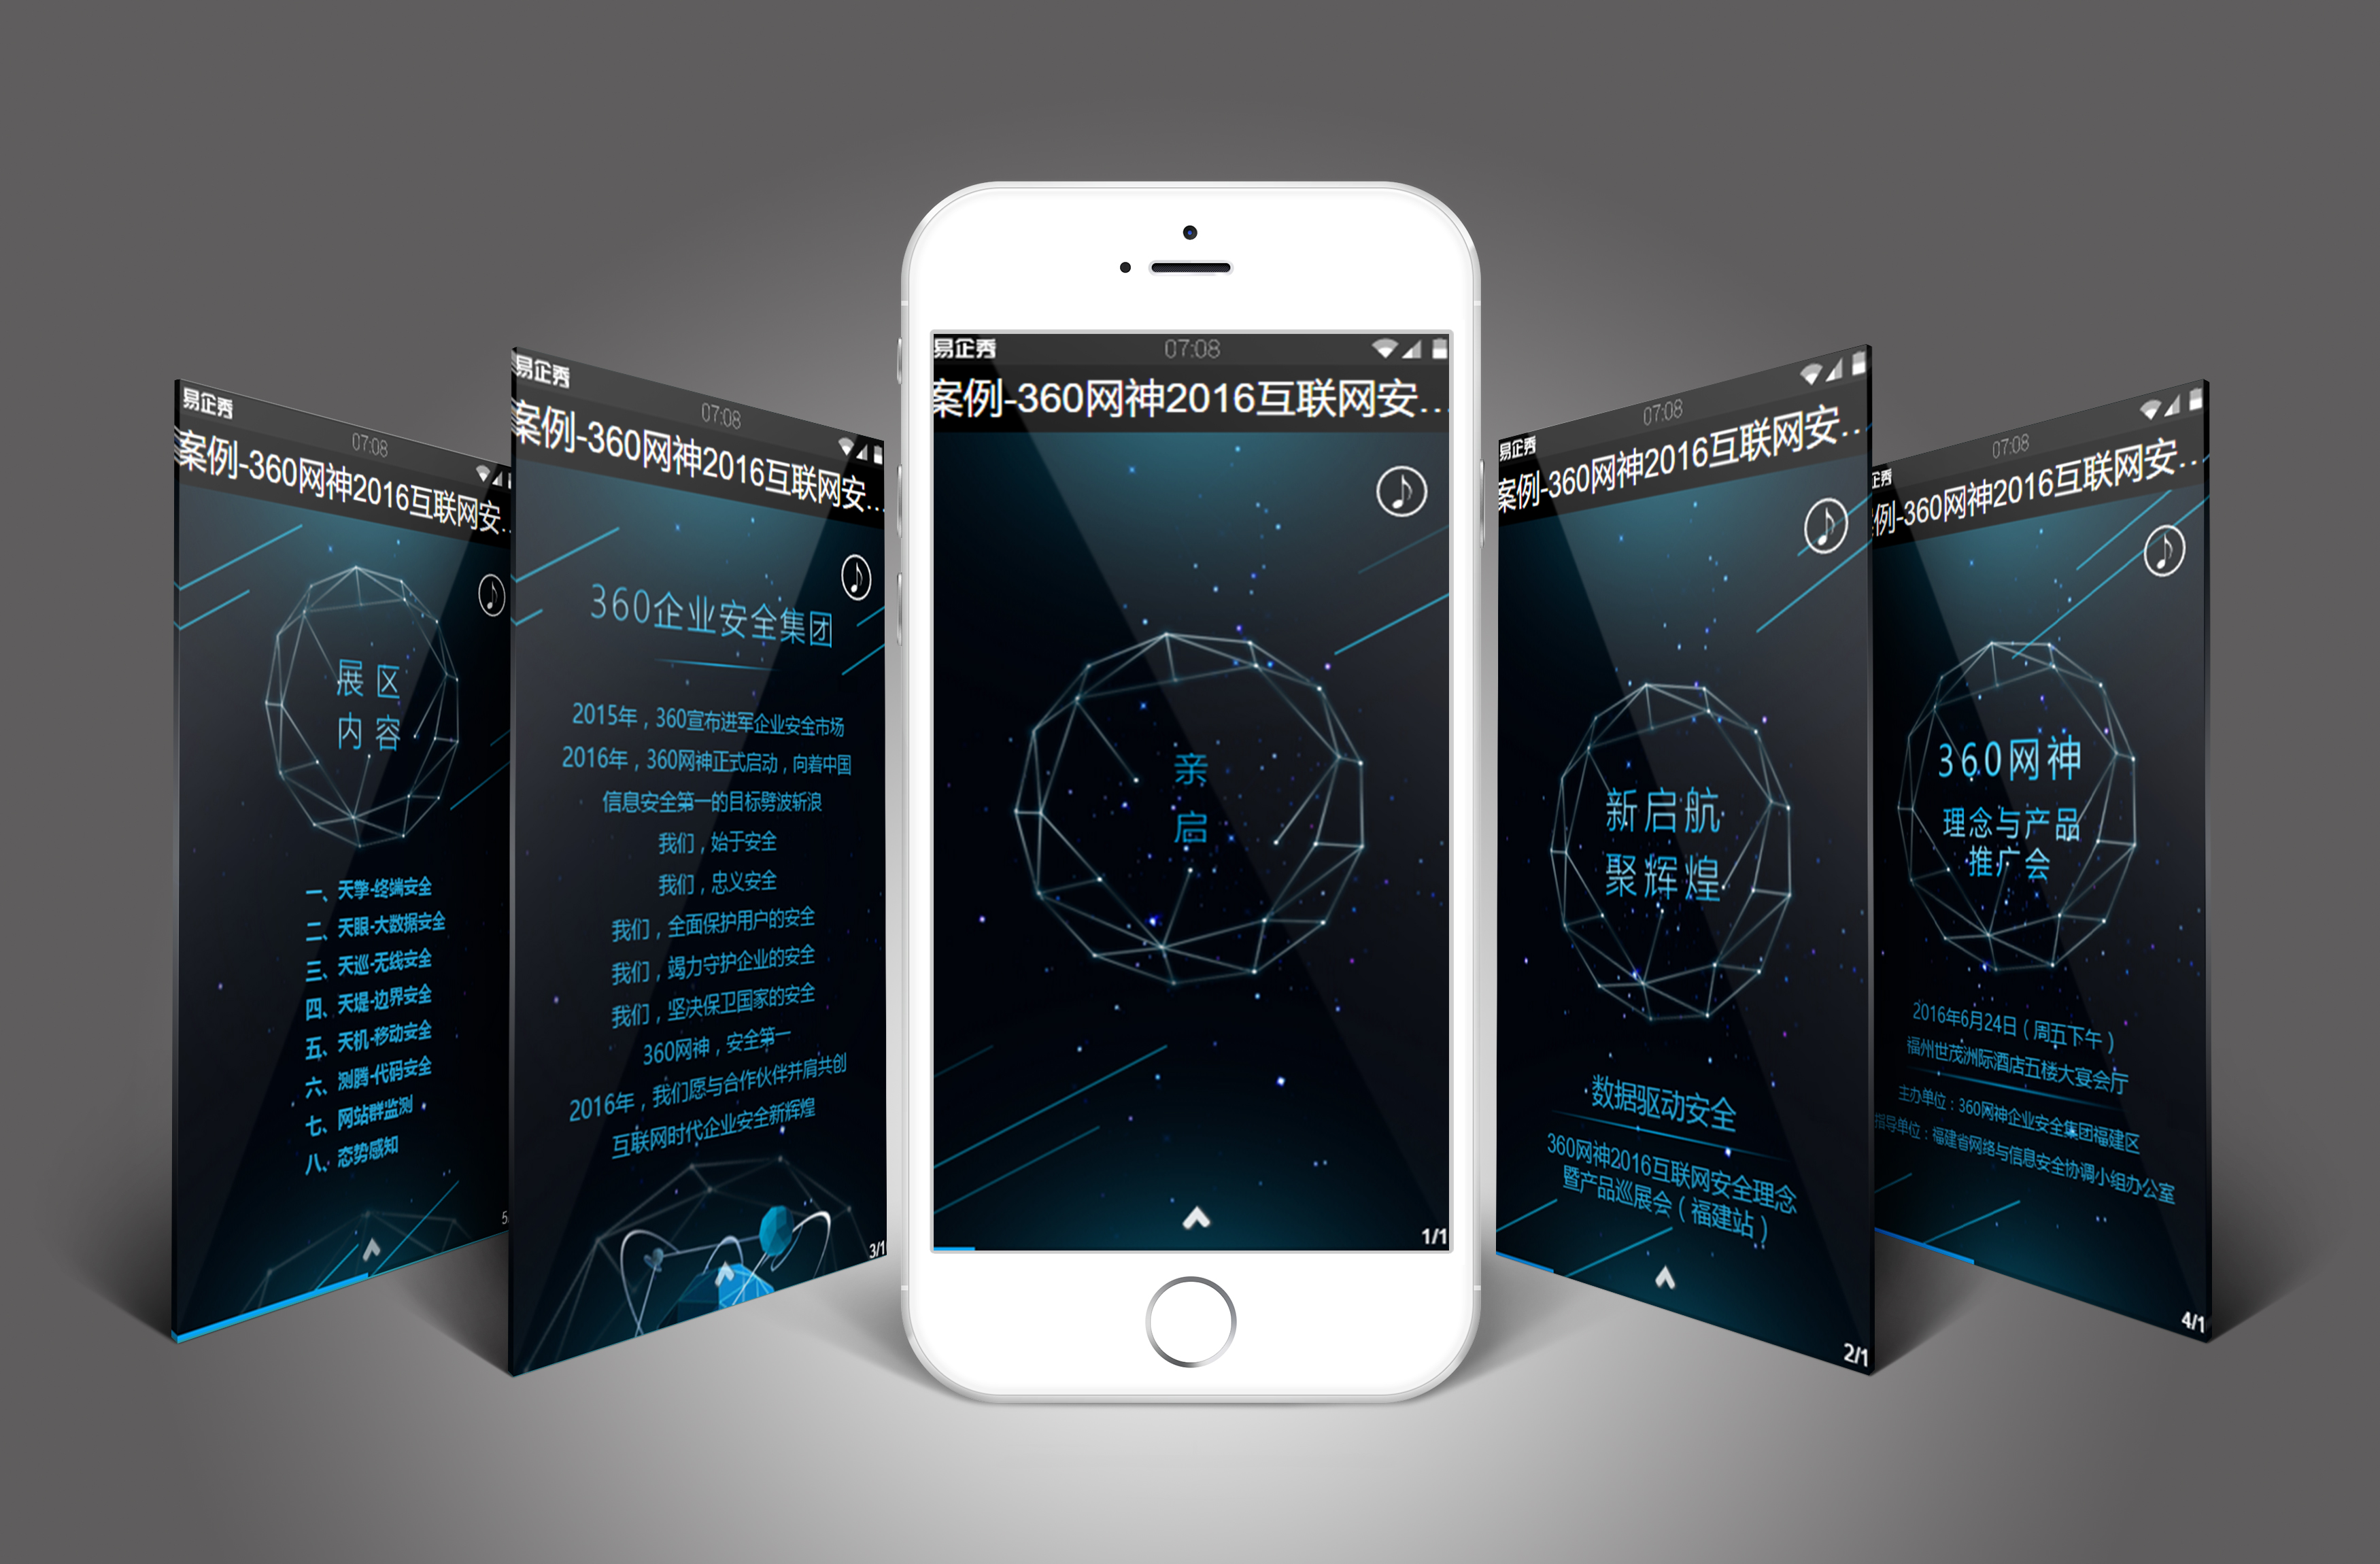 易企秀
07:08
案例-360网神2016互联网安...
展区
内容
一、天擎-终端安全
二、天眼-大数据安全
三、天巡-无线安全
四、天堤-边界安全
五、天机-移动安全
六、测腾-代码安全
七、网站群监测
八、态势感知
易企秀
07:08
案例-360网神2016互联网安...
360企业安全集团
2015年，360宣布进军企业安全市场
2016年，360网神正式启动，向着中国
信息安全第一的目标劈波斩浪
我们，始于安全
我们，忠义安全
我们，全面保护用户的安全
我们，竭力守护企业的安全
我们，坚决保卫国家的安全
360网神，安全第一
2016年，我们愿与合作伙伴并肩共创
互联网时代企业安全新辉煌
3/1
易企秀
07:08
案例-360网神2016互联网安...
亲
启
1/1
易企秀
07:08
案例-360网神2016互联网安...
新启航
聚辉煌
数据驱动安全
360网神2016互联网安全理念
暨产品巡展会（福建站）
2/1
企秀
07:08
例-360网神2016互联网安...
360网神
理念与产品
推广会
2016年6月24日（周五下午）
福州世茂洲际酒店五楼大宴会厅
主办单位：360网神企业安全集团福建区
指导单位：福建省网络与信息安全协调小组办公室
4/1